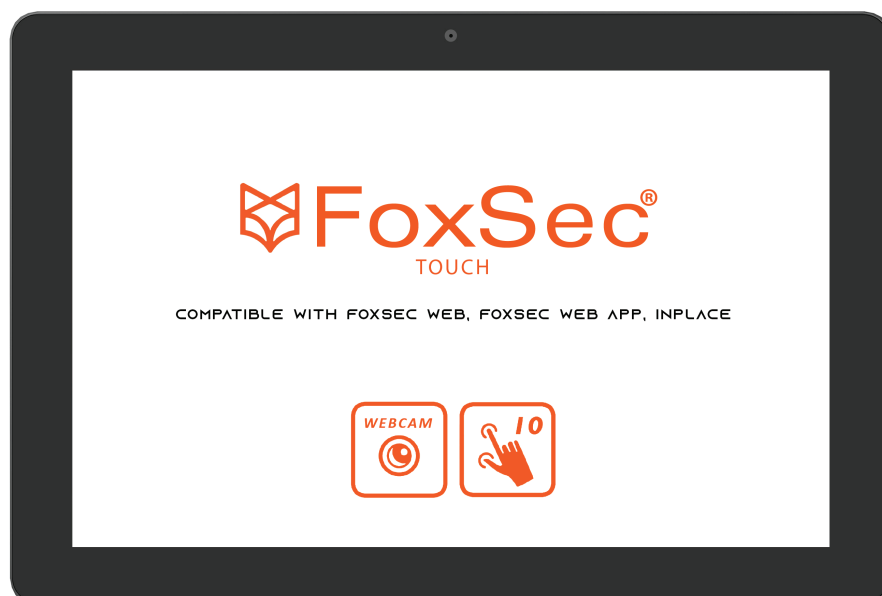 FoxSec®
TOUCH
COMPATIBLE WITH FOXSEC WEB, FOXSEC WEB APP, INPLACE
WEBCAM
10